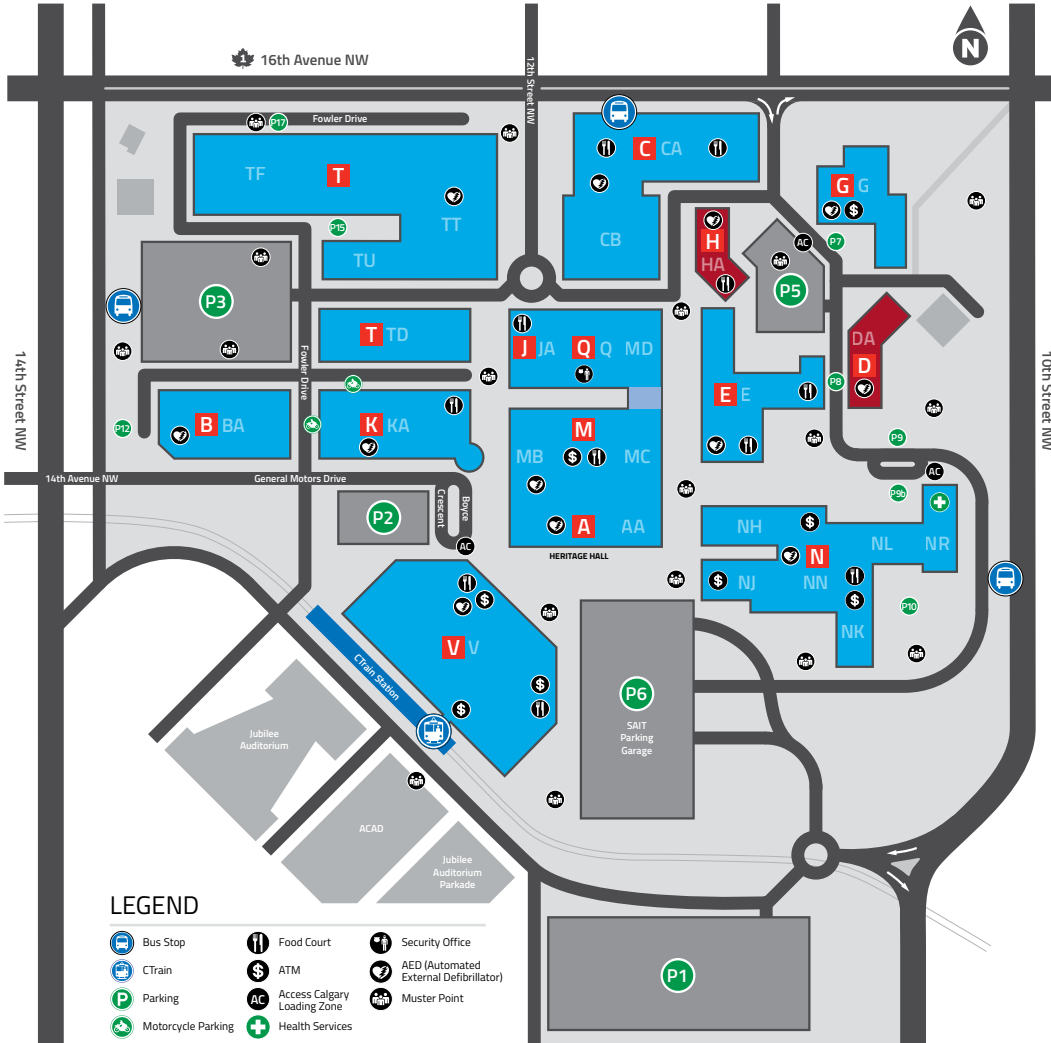 1
16th Avenue NW
12th Street NW
N
P17
Fowler Drive
TF
T
TT
P15
TU
C
CA
CB
G
G
H
HA
AC
P7
P5
P3
T
TD
J
JA
Q
Q
MD
DA
D
E
E
P8
14th Street NW
Fowler Drive
10th Street NW
P12
B
BA
K
KA
M
MB
MC
P9
AC
P9b
14th Avenue NW
General Motors Drive
Boyce
Crescent
P2
AC
A
AA
HERITAGE HALL
NH
N
NL
NR
NJ
NN
NK
P10
V
V
CTrain Station
P6
SAIT
Parking
Garage
Jubilee
Auditorium
ACAD
Jubilee
Auditorium
Parkade
P1
LEGEND
Bus Stop
CTrain
P
Parking
Motorcycle Parking
Food Court
$
ATM
AC
Access Calgary
Loading Zone
Health Services
Security Office
AED (Automated
External Defibrillator)
Muster Point